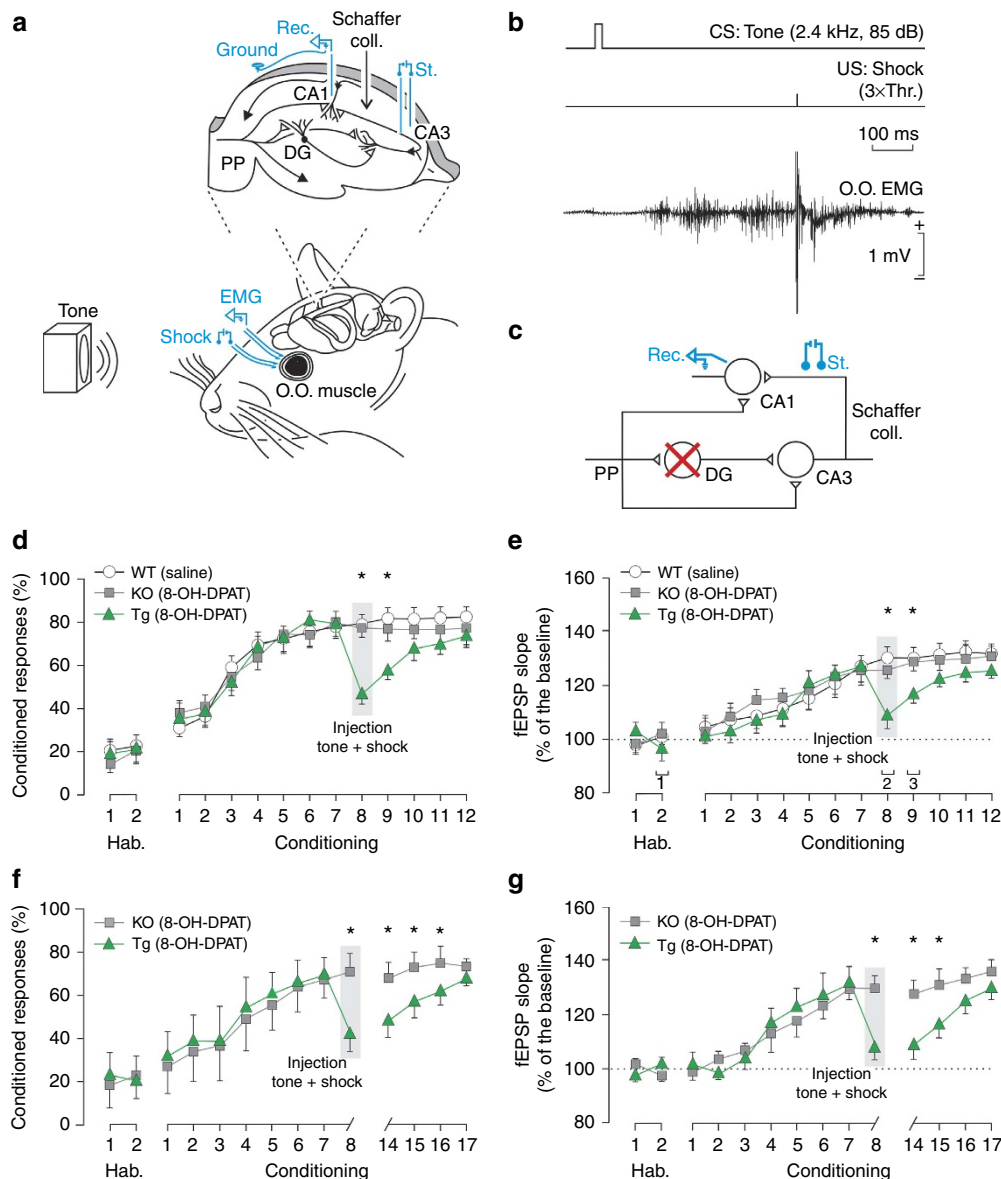 a
Schaffer
coll.
Rec.
Ground
St.
CA1
CA3
DG
PP
Tone
EMG
Shock
O.O. muscle
b
CS: Tone (2.4 kHz, 85 dB)
US: Shock
(3×Thr.)
100 ms
O.O. EMG
+
1 mV
–
c
Rec.
St.
CA1
Schaffer
coll.
PP
DG
CA3
d
WT (saline)
KO (8-OH-DPAT)
Tg (8-OH-DPAT)
* *
Conditioned responses (%)
100
80
60
40
20
0
Injection
tone + shock
1 2 1 2 3 4 5 6 7 8 9 10 11 12
Hab. Conditioning
e
WT (saline)
KO (8-OH-DPAT)
Tg (8-OH-DPAT)
* *
fEPSP slope
(% of the baseline)
160
140
120
100
80
Injection
tone + shock
1 2 3
1 2 1 2 3 4 5 6 7 8 9 10 11 12
Hab. Conditioning
f
KO (8-OH-DPAT)
Tg (8-OH-DPAT)
* * * *
Conditioned responses (%)
100
80
60
40
20
0
Injection
tone + shock
1 2 1 2 3 4 5 6 7 8 14 15 16 17
Hab. Conditioning
g
KO (8-OH-DPAT)
Tg (8-OH-DPAT)
* * *
fEPSP slope
(% of the baseline)
160
140
120
100
80
Injection
tone + shock
1 2 1 2 3 4 5 6 7 8 14 15 16 17
Hab. Conditioning